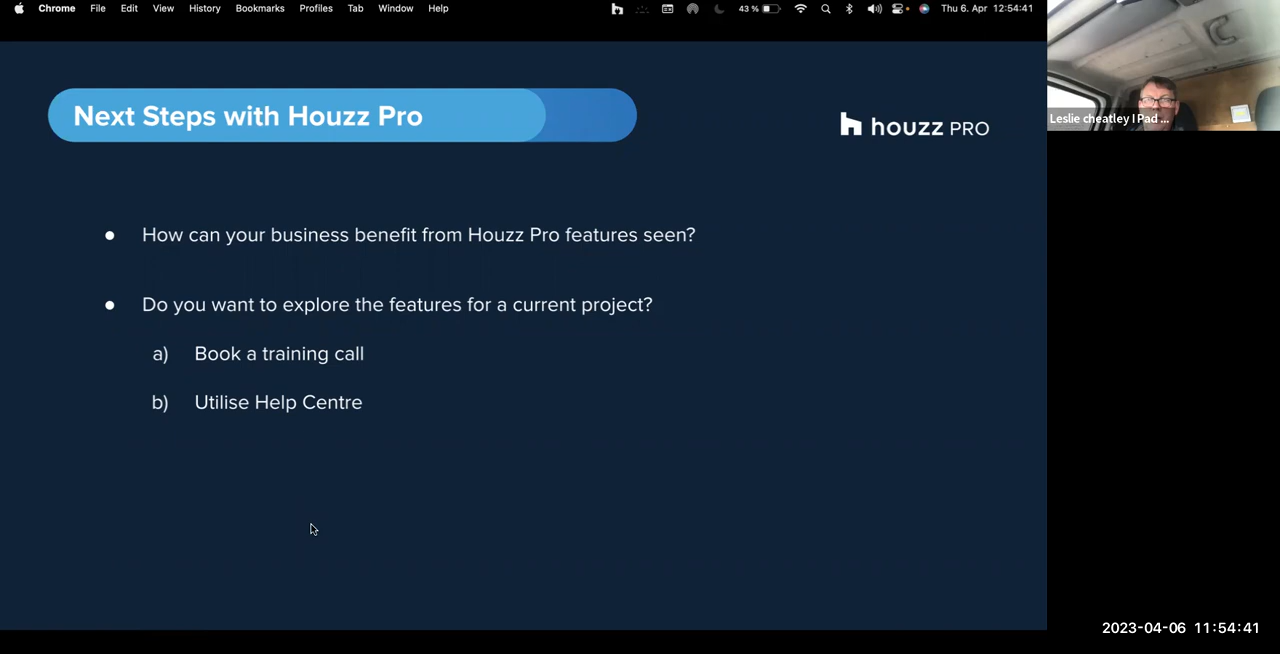 Chrome File Edit View History Bookmarks Profiles Tab Window Help 43 % Thu 6. Apr 12:54:41
Next Steps with Houzz Pro
houzz PRO
Leslie cheatley I Pad ...
● How can your business benefit from Houzz Pro features seen?
● Do you want to explore the features for a current project?
a) Book a training call
b) Utilise Help Centre
2023-04-06 11:54:41